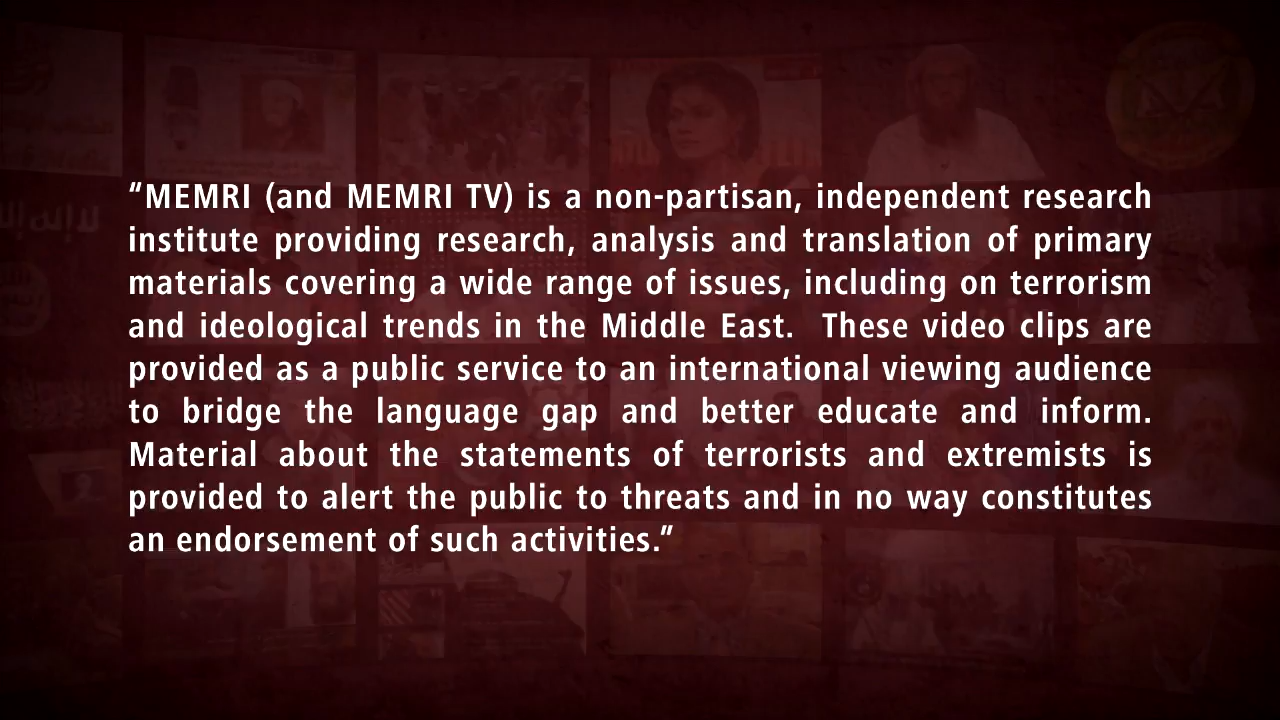 “MEMRI (and MEMRI TV) is a non-partisan, independent research
institute providing research, analysis and translation of primary
materials covering a wide range of issues, including on terrorism
and ideological trends in the Middle East.  These video clips are
provided as a public service to an international viewing audience
to bridge the language gap and better educate and inform.
Material about the statements of terrorists and extremists is
provided to alert the public to threats and in no way constitutes
an endorsement of such activities.”